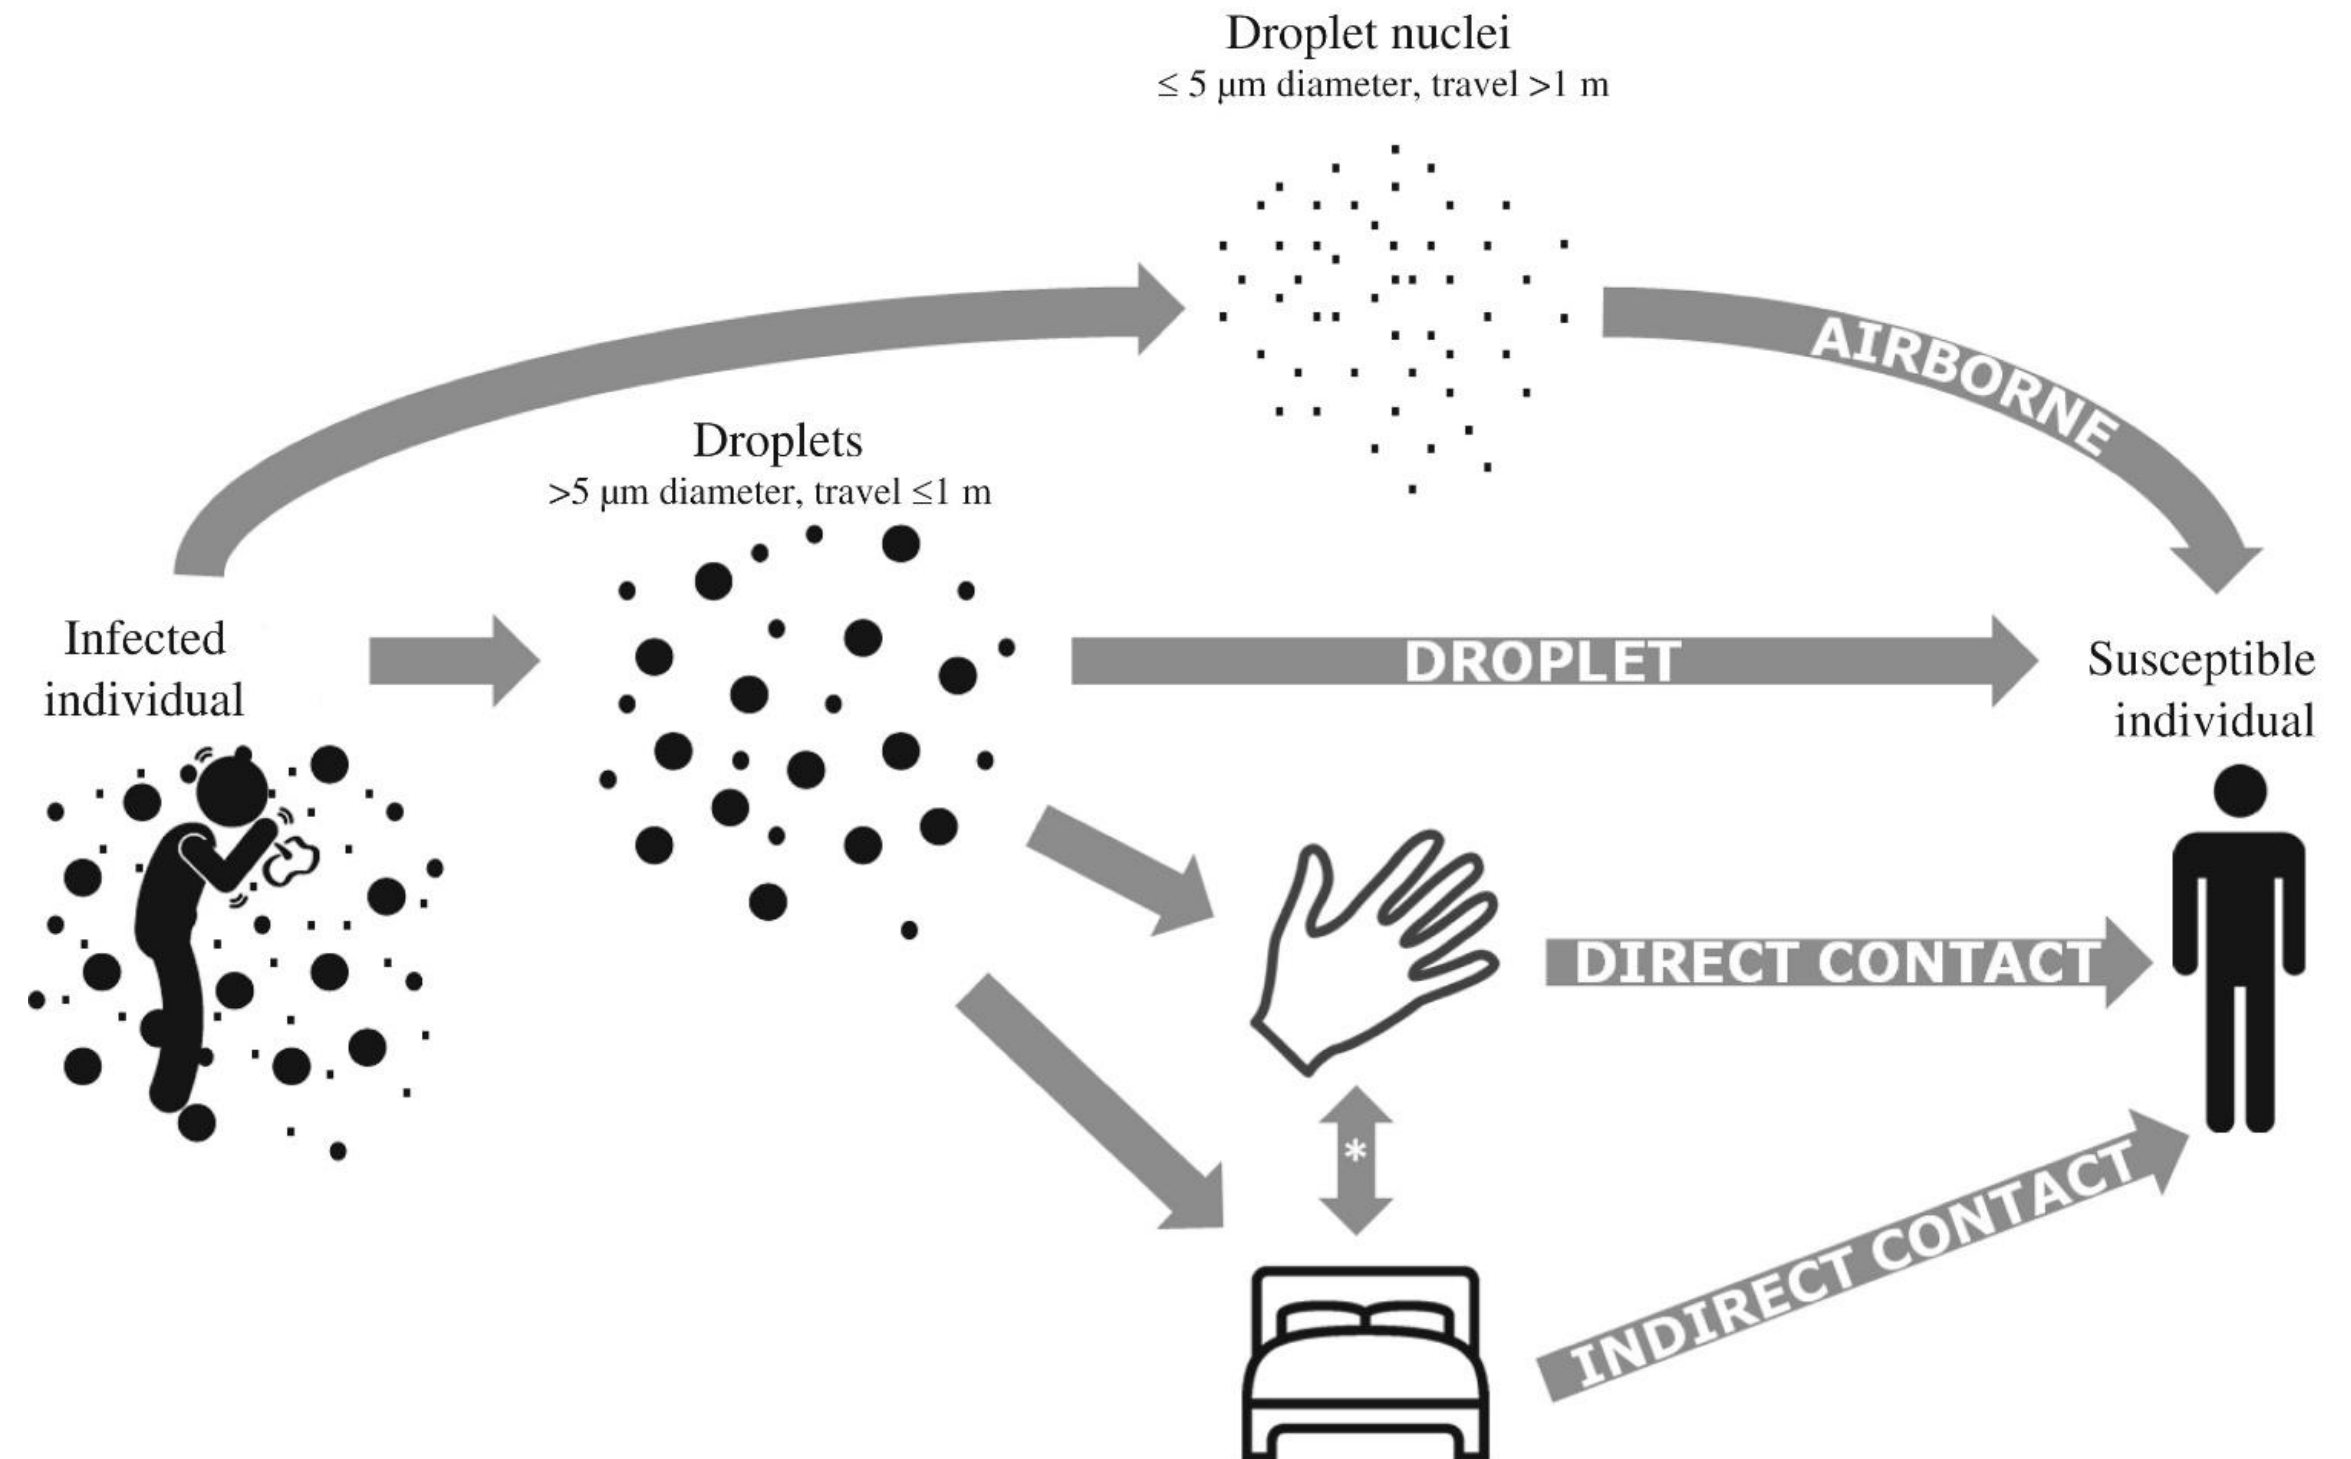 Droplet nuclei
≤ 5 μm diameter, travel >1 m
AIRBORNE
Droplets
>5 μm diameter, travel ≤1 m
Infected
individual
DROPLET
Susceptible
individual
DIRECT CONTACT
*
INDIRECT CONTACT